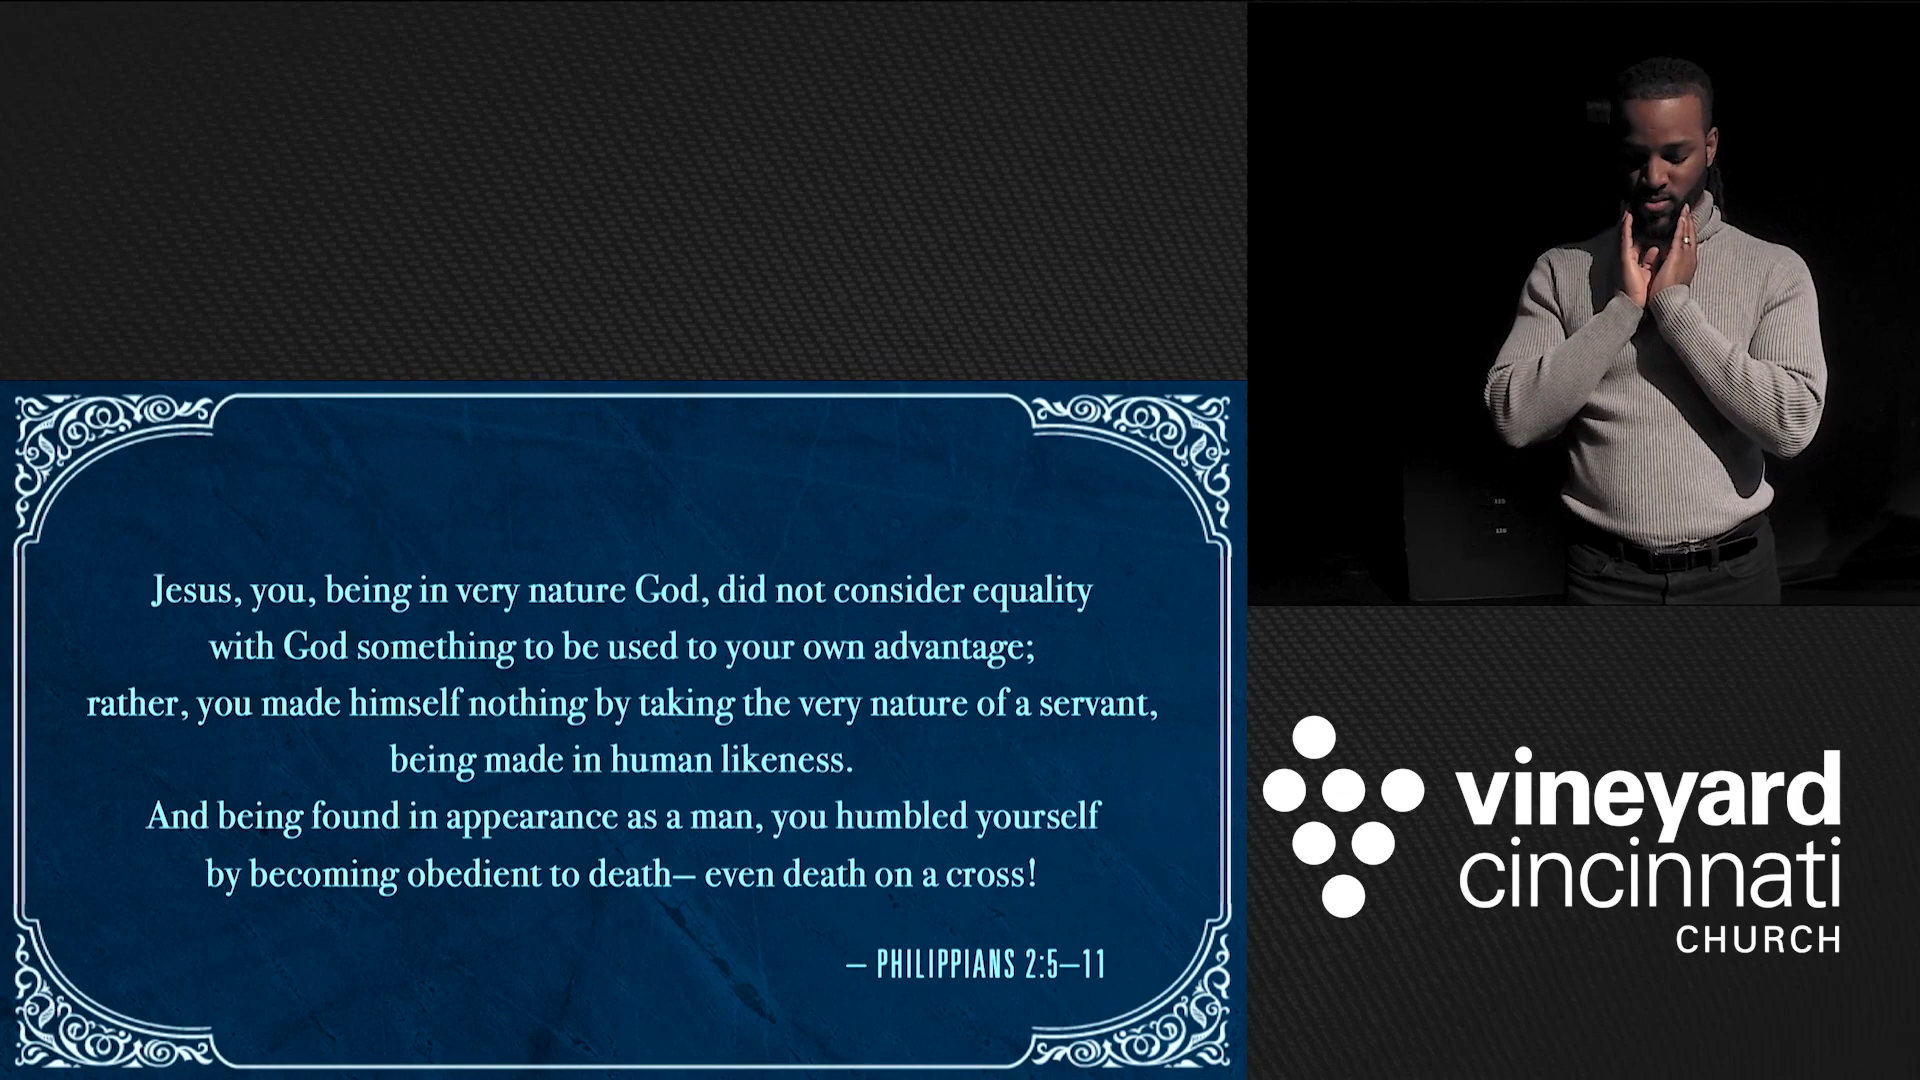 Jesus, you, being in very nature God, did not consider equality
with God something to be used to your own advantage;
rather, you made himself nothing by taking the very nature of a servant,
being made in human likeness.
And being found in appearance as a man, you humbled yourself
by becoming obedient to death– even death on a cross!
– PHILIPPIANS 2:5–11
vineyard
cincinnati
CHURCH